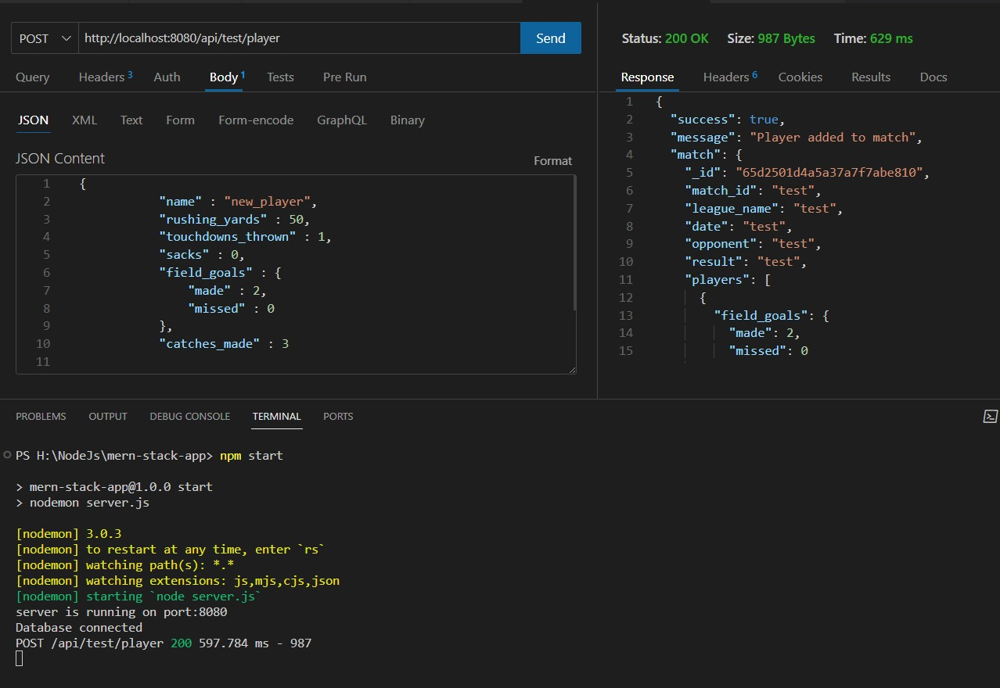 POST http://localhost:8080/api/test/player Send
Query Headers 3 Auth Body 1 Tests Pre Run
JSON XML Text Form Form-encode GraphQL Binary
JSON Content Format
1 {
2 "name" : "new_player",
3 "rushing_yards" : 50,
4 "touchdowns_thrown" : 1,
5 "sacks" : 0,
6 "field_goals" : {
7 "made" : 2,
8 "missed" : 0
9 },
10 "catches_made" : 3
11
Status: 200 OK Size: 987 Bytes Time: 629 ms
Response Headers 6 Cookies Results Docs
1 {
2 "success": true,
3 "message": "Player added to match",
4 "match": {
5 "_id": "65d2501d4a5a37a7f7abe810",
6 "match_id": "test",
7 "league_name": "test",
8 "date": "test",
9 "opponent": "test",
10 "result": "test",
11 "players": [
12 {
13 "field_goals": {
14 "made": 2,
15 "missed": 0
PROBLEMS OUTPUT DEBUG CONSOLE TERMINAL PORTS
PS H:\NodeJs\mern-stack-app> npm start
> mern-stack-app@1.0.0 start
> nodemon server.js
[nodemon] 3.0.3
[nodemon] to restart at any time, enter `rs`
[nodemon] watching path(s): *.*
[nodemon] watching extensions: js,mjs,cjs,json
[nodemon] starting `node server.js`
server is running on port:8080
Database connected
POST /api/test/player 200 597.784 ms - 987